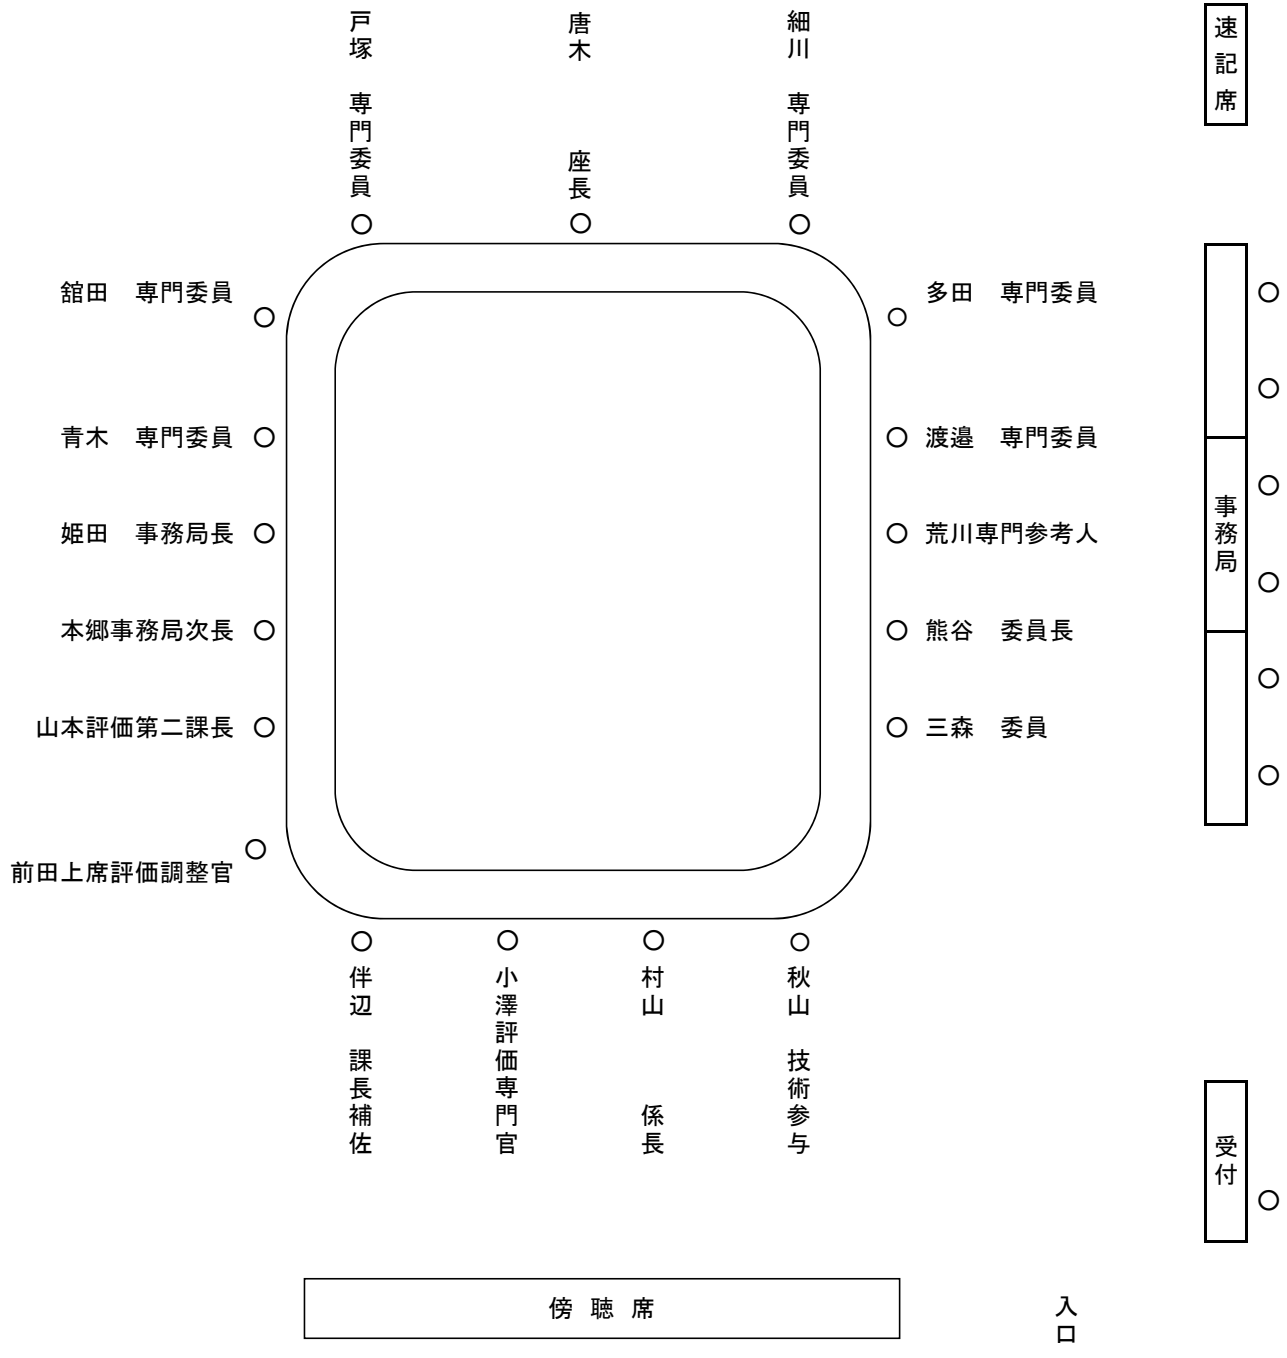 戸塚　専門委員
唐木　座長
細川　専門委員
速記席
舘田　専門委員
多田　専門委員
青木　専門委員
渡邉　専門委員
姫田　事務局長
荒川専門参考人
事務局
本郷事務局次長
熊谷　委員長
山本評価第二課長
三森　委員
前田上席評価調整官
伴辺　課長補佐
小澤評価専門官
村山　係長
秋山　技術参与
受付
傍聴席
入口